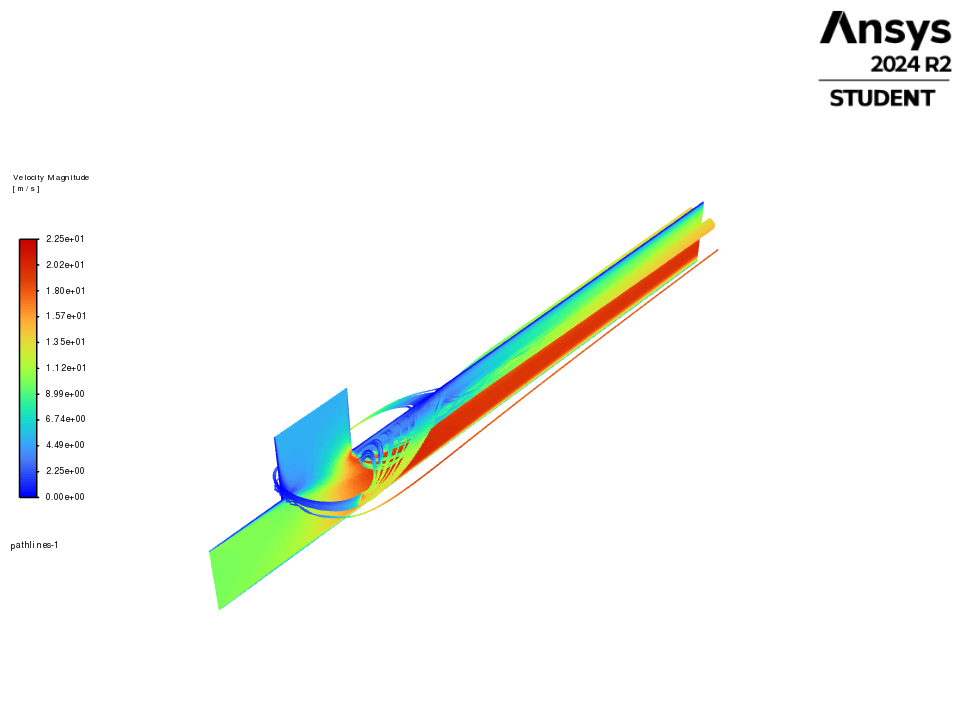 Ansys
2024 R2
STUDENT
Velocity Magnitude
[m/s]
2.25e+01
2.02e+01
1.80e+01
1.57e+01
1.35e+01
1.12e+01
8.99e+00
6.74e+00
4.49e+00
2.25e+00
0.00e+00
pathlines-1